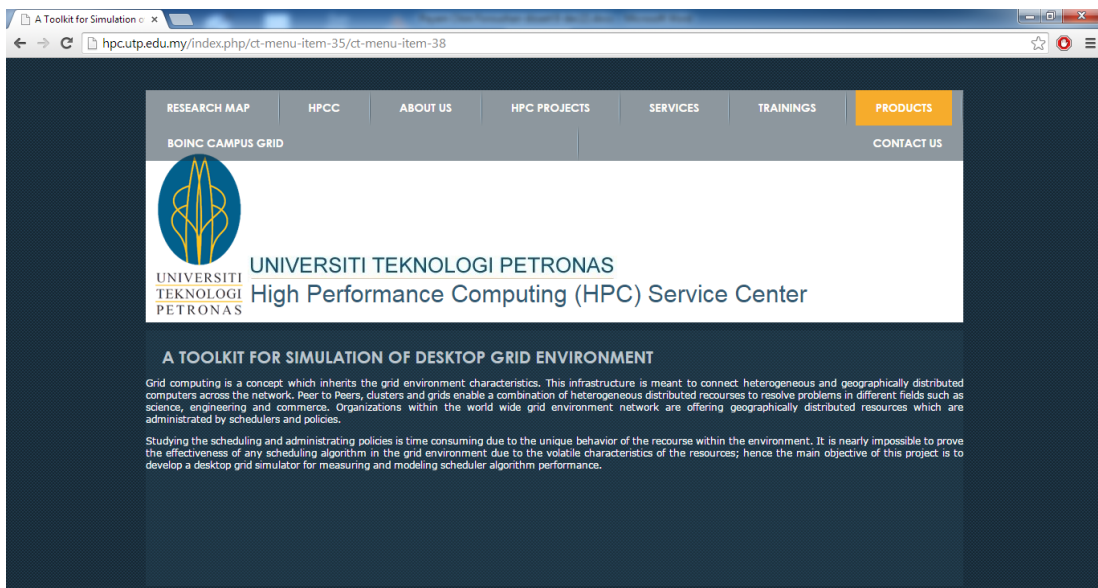 A Toolkit for Simulation o
hpc.utp.edu.my/index.php/ct-menu-item-35/ct-menu-item-38
RESEARCH MAP HPCC ABOUT US HPC PROJECTS SERVICES TRAININGS PRODUCTS
BOINC CAMPUS GRID CONTACT US
UNIVERSITI
TEKNOLOGI
PETRONAS
UNIVERSITI TEKNOLOGI PETRONAS
High Performance Computing (HPC) Service Center
A TOOLKIT FOR SIMULATION OF DESKTOP GRID ENVIRONMENT
Grid computing is a concept which inherits the grid environment characteristics. This infrastructure is meant to connect heterogeneous and geographically distributed
computers across the network. Peer to Peers, clusters and grids enable a combination of heterogeneous distributed recourses to resolve problems in different fields such as
science, engineering and commerce. Organizations within the world wide grid environment network are offering geographically distributed resources which are
administrated by schedulers and policies.
Studying the scheduling and administrating policies is time consuming due to the unique behavior of the recourse within the environment. It is nearly impossible to prove
the effectiveness of any scheduling algorithm in the grid environment due to the volatile characteristics of the resources; hence the main objective of this project is to
develop a desktop grid simulator for measuring and modeling scheduler algorithm performance.